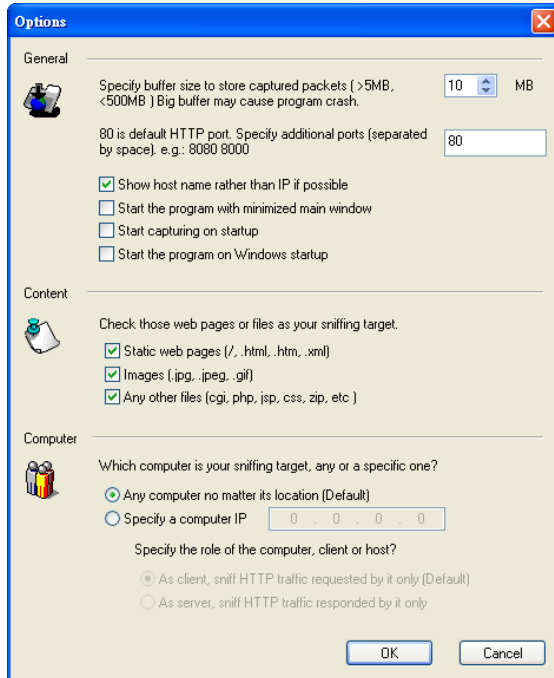 Options
General
Specify buffer size to store captured packets ( >5MB,
<500MB ) Big buffer may cause program crash.
10
MB
80 is default HTTP port. Specify additional ports (separated
by space). e.g.: 8080 8000
80
Show host name rather than IP if possible
Start the program with minimized main window
Start capturing on startup
Start the program on Windows startup
Content
Check those web pages or files as your sniffing target.
Static web pages (/, .html, .htm, .xml)
Images (.jpg, .jpeg, .gif)
Any other files (cgi, php, jsp, css, zip, etc )
Computer
Which computer is your sniffing target, any or a specific one?
Any computer no matter its location (Default)
Specify a computer IP
0 . 0 . 0 . 0
Specify the role of the computer, client or host?
As client, sniff HTTP traffic requested by it only (Default)
As server, sniff HTTP traffic responded by it only
OK
Cancel